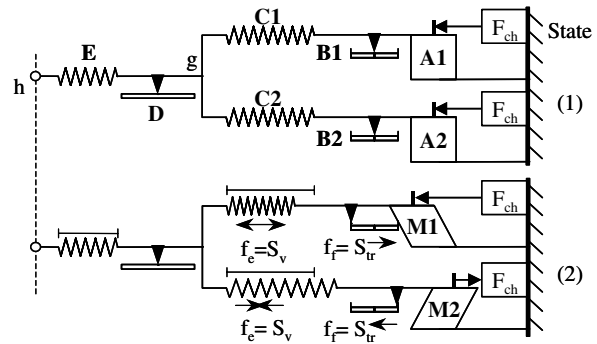 C1
F_ch
State
E
g
B1
A1
h
C2
F_ch
D
(1)
B2
A2
F_ch
M1
f_e=S_v
f_f= S_tr
(2)
F_ch
M2
f_e=S_v
f_f= S_tr